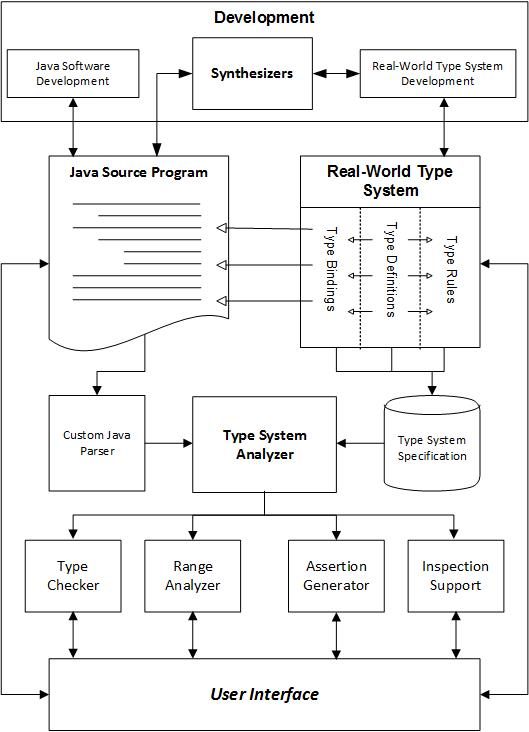 Development
Java Software
Development
Synthesizers
Real-World Type System
Development
Java Source Program
Real-World Type
System
Type Bindings
Type Definitions
Type Rules
Custom Java
Parser
Type System
Analyzer
Type System
Specification
Type
Checker
Range
Analyzer
Assertion
Generator
Inspection
Support
User Interface